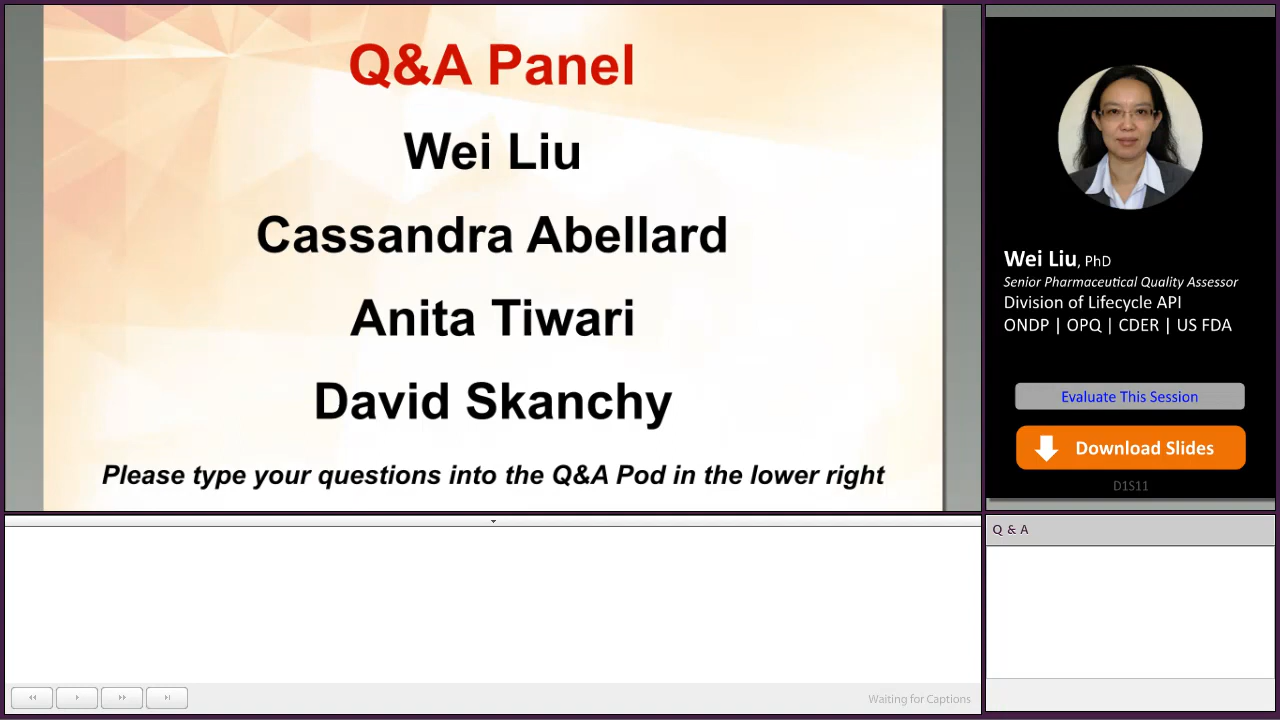 Q&A Panel
Wei Liu
Cassandra Abellard
Anita Tiwari
David Skanchy
Please type your questions into the Q&A Pod in the lower right
Wei Liu, PhD
Senior Pharmaceutical Quality Assessor
Division of Lifecycle API
ONDP | OPQ | CDER | US FDA
Evaluate This Session
Download Slides
D1S11
Q & A
Waiting for Captions